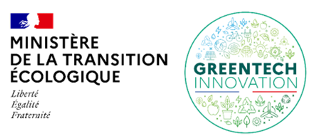 MINISTÈRE
DE LA TRANSITION
ÉCOLOGIQUE
Liberté
Égalité
Fraternité
GREENTECH
INNOVATION